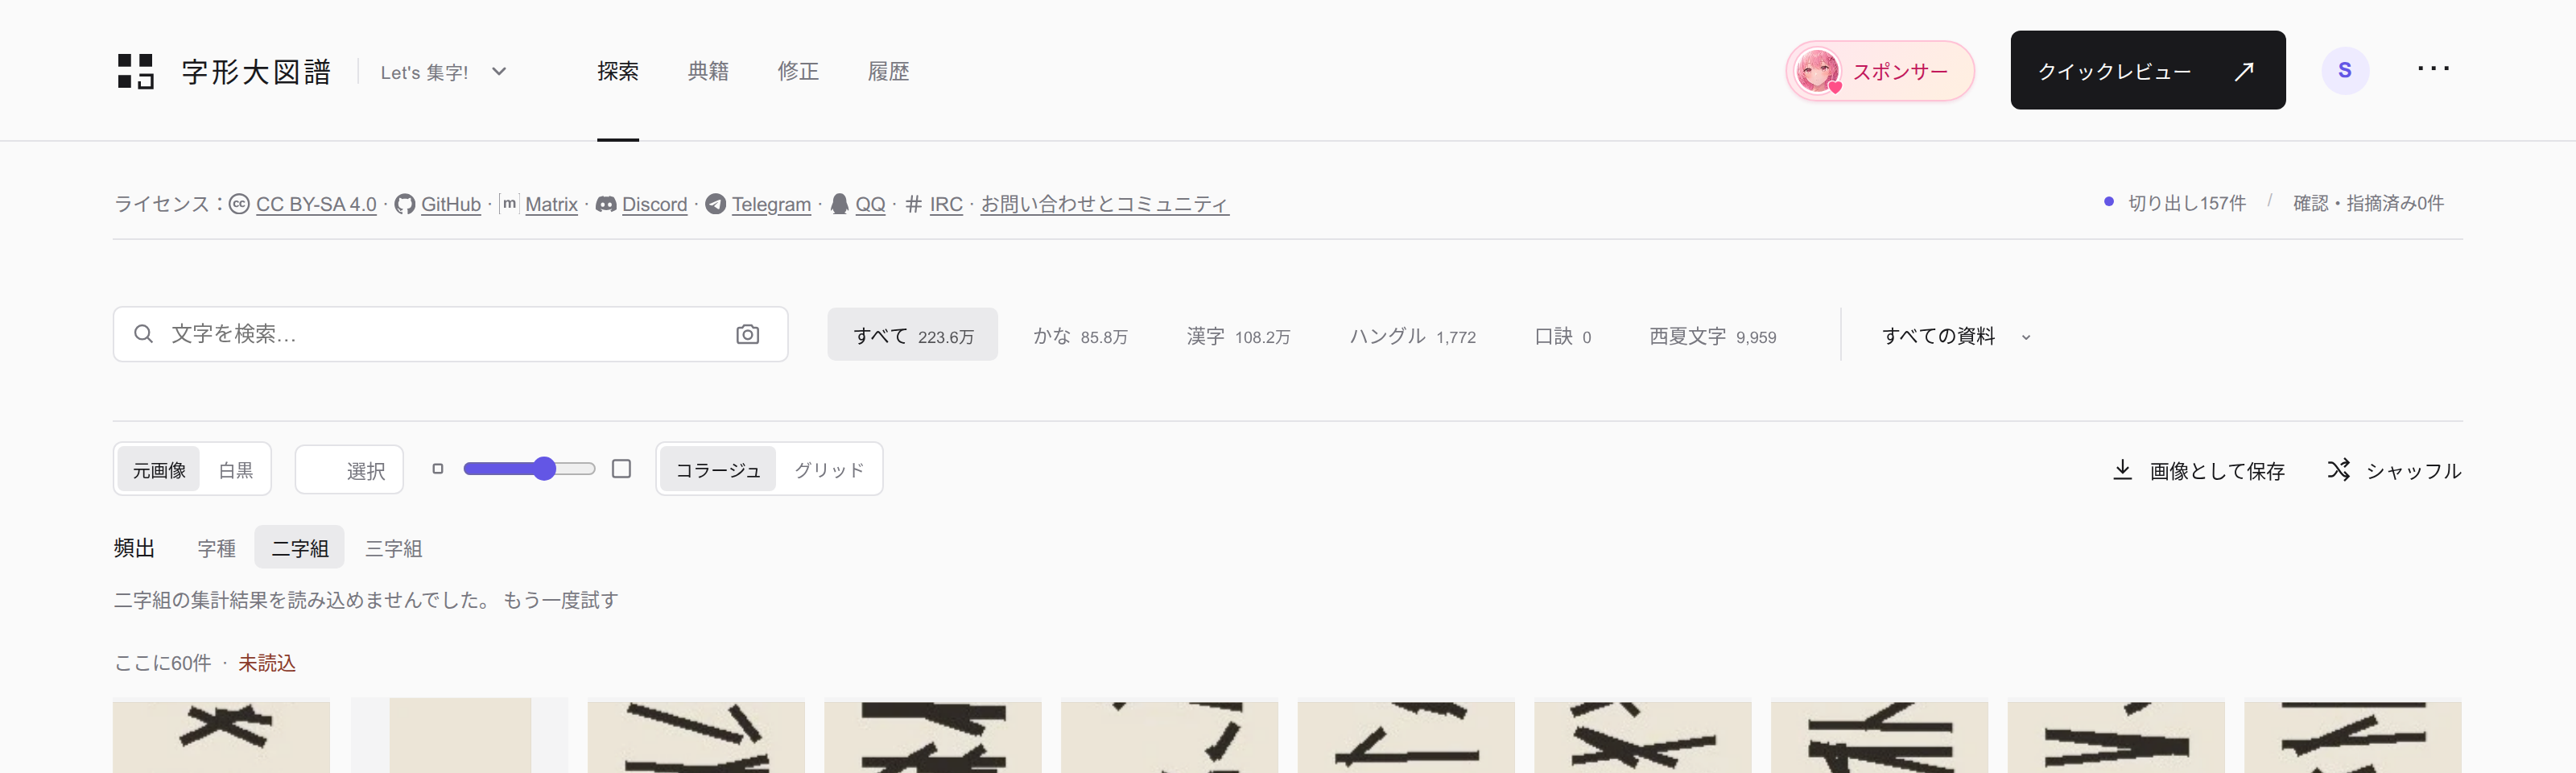 字形大図譜 Let's 集字! 探索 典籍 修正 履歴 スポンサー クイックレビュー S
ライセンス：CC BY-SA 4.0 · GitHub · Matrix · Discord · Telegram · QQ · IRC · お問い合わせとコミュニティ 切り出し157件 / 確認・指摘済み0件
文字を検索… すべて 223.6万 かな 85.8万 漢字 108.2万 ハングル 1,772 口訣 0 西夏文字 9,959 すべての資料
元画像 白黒 選択 コラージュ グリッド 画像として保存 シャッフル
頻出 字種 二字組 三字組
二字組の集計結果を読み込めませんでした。 もう一度試す
ここに60件 · 未読込